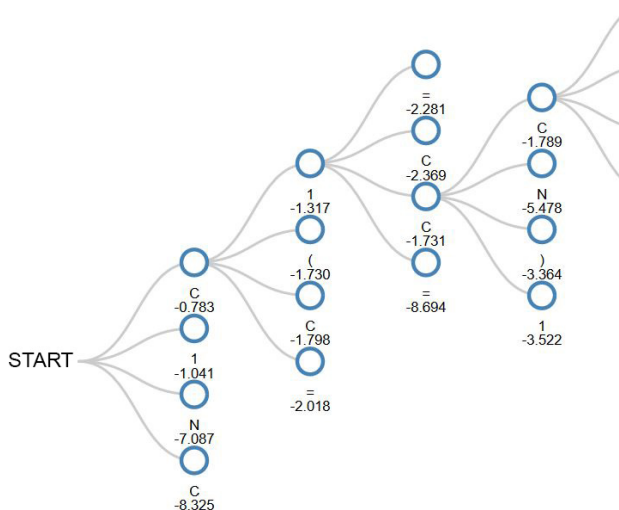 =
-2.281
C
-2.369
C
-1.731
=
-8.694
C
-1.789
N
-5.478
)
-3.364
1
-3.522
1
-1.317
(
-1.730
C
-1.798
=
-2.018
C
-0.783
1
-1.041
N
-7.087
C
-8.325
START